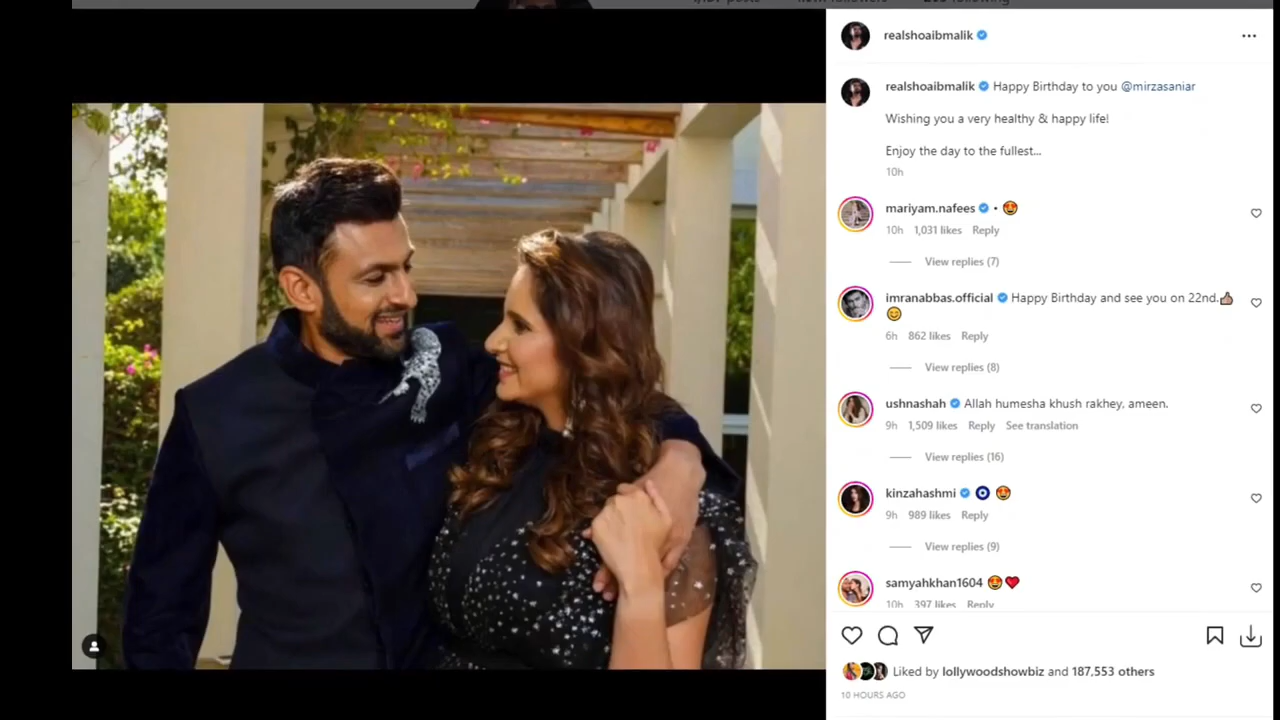 realshoaibmalik
realshoaibmalik Happy Birthday to you @mirzasaniar
Wishing you a very healthy & happy life!
Enjoy the day to the fullest...
10h
mariyam.nafees • 😍
10h 1,031 likes Reply
View replies (7)
imranabbas.official Happy Birthday and see you on 22nd.👍🏽
😊
6h 862 likes Reply
View replies (8)
ushnashah Allah humesha khush rakhey, ameen.
9h 1,509 likes Reply See translation
View replies (16)
kinzahashmi 🧿 😍
9h 989 likes Reply
View replies (9)
samyahkhan1604 😍❤️
10h 397 likes Reply
Liked by lollywoodshowbiz and 187,553 others
10 HOURS AGO